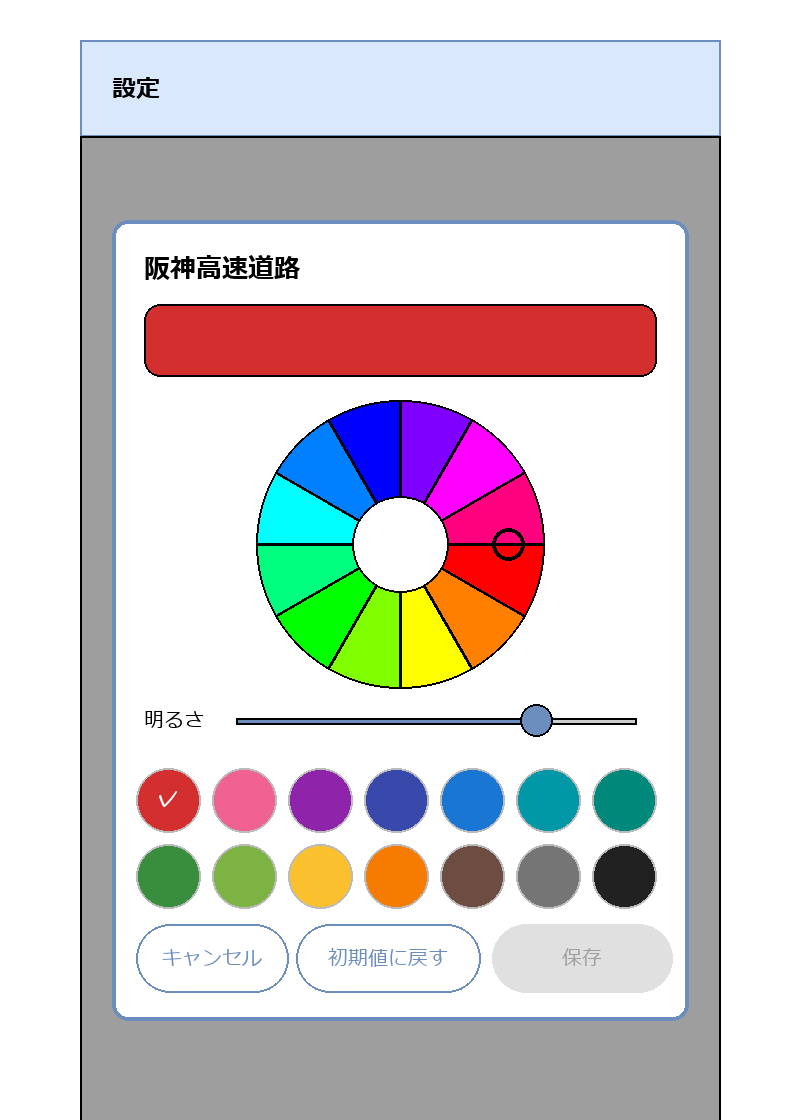 設定
阪神高速道路
明るさ
キャンセル
初期値に戻す
保存